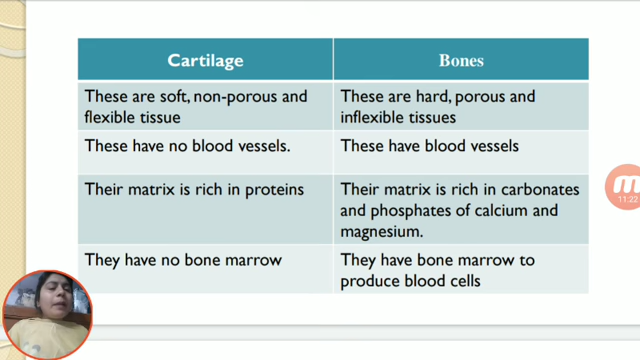 Cartilage Bones
These are soft, non-porous and These are hard, porous and
flexible tissue inflexible tissues
These have no blood vessels. These have blood vessels
Their matrix is rich in proteins Their matrix is rich in carbonates
and phosphates of calcium and
magnesium.
They have no bone marrow They have bone marrow to
produce blood cells
m
11:22